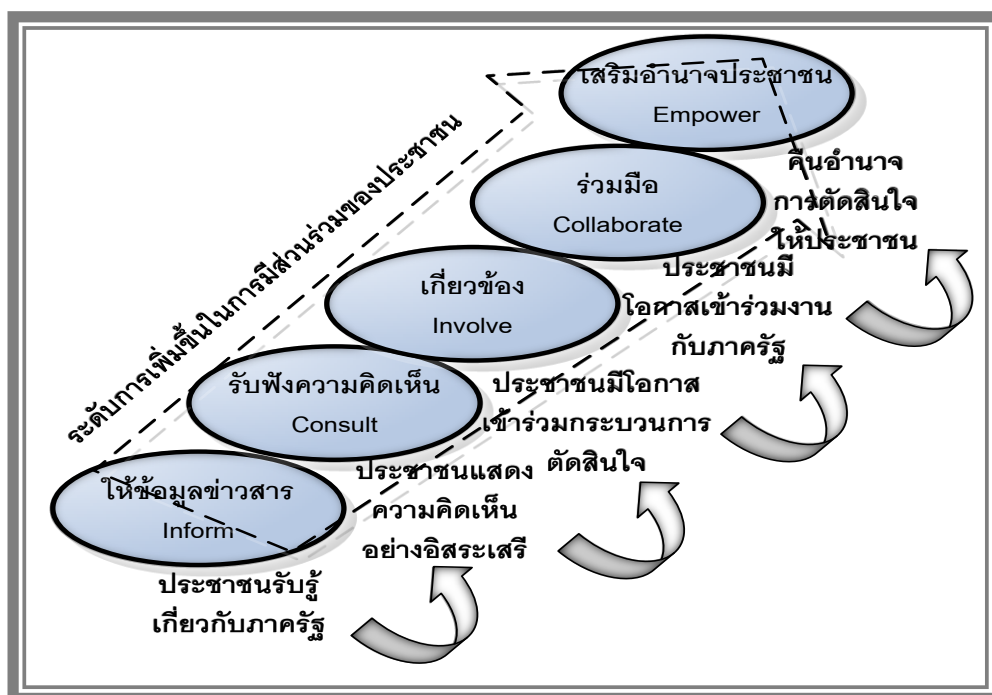 เสริมอำนาจประชาชน
Empower
คืนอำนาจ
การตัดสินใจ
ให้ประชาชน
ร่วมมือ
Collaborate
ประชาชนมี
โอกาสเข้าร่วมงาน
กับภาครัฐ
เกี่ยวข้อง
Involve
ประชาชนมีโอกาส
เข้าร่วมกระบวนการ
ตัดสินใจ
รับฟังความคิดเห็น
Consult
ประชาชนแสดง
ความคิดเห็น
อย่างอิสระเสรี
ให้ข้อมูลข่าวสาร
Inform
ประชาชนรับรู้
เกี่ยวกับภาครัฐ
ระดับการเพิ่มขึ้นในการมีส่วนร่วมของประชาชน